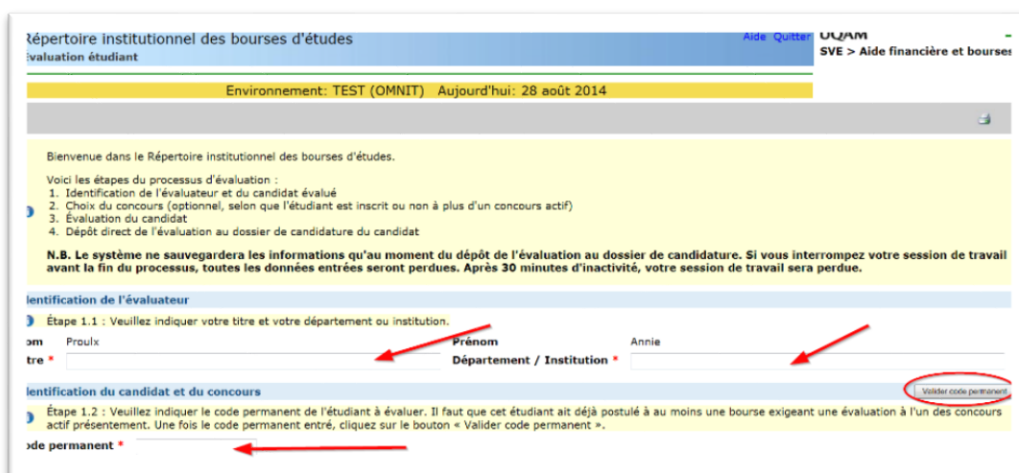 Répertoire institutionnel des bourses d'études
Aide Quitter
UQAM
Évaluation étudiant
SVE > Aide financière et bourses
Environnement: TEST (OMNIT) Aujourd'hui: 28 août 2014
Bienvenue dans le Répertoire institutionnel des bourses d'études.
Voici les étapes du processus d'évaluation :
1. Identification de l'évaluateur et du candidat évalué
2. Choix du concours (optionnel, selon que l'étudiant est inscrit ou non à plus d'un concours actif)
3. Évaluation du candidat
4. Dépôt direct de l'évaluation au dossier de candidature du candidat
N.B. Le système ne sauvegardera les informations qu'au moment du dépôt de l'évaluation au dossier de candidature. Si vous interrompez votre session de travail
avant la fin du processus, toutes les données entrées seront perdues. Après 30 minutes d'inactivité, votre session de travail sera
perdue.
dentification de l'évaluateur
Étape 1.1 : Veuillez indiquer votre titre et votre département ou institution.
om Proulx Prénom Annie
tre * Département / Institution *
dentification du candidat et du concours
Valider code permanent
Étape 1.2 : Veuillez indiquer le code permanent de l'étudiant à évaluer. Il faut que cet étudiant ait déjà postulé à au moins une bourse exigeant une évaluation à l'un des concours
actif présentement. Une fois le code permanent entré, cliquez sur le bouton « Valider code permanent ».
ode permanent *